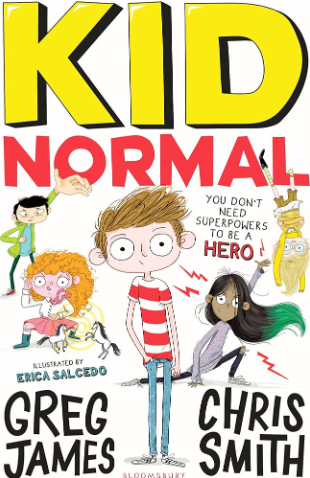 KID
NORMAL
YOU DON'T
NEED
SUPERPOWERS
TO BE A
HERO
ILLUSTRATED BY
ERICA SALCEDO
GREG
JAMES
CHRIS
SMITH
BLOOMSBURY